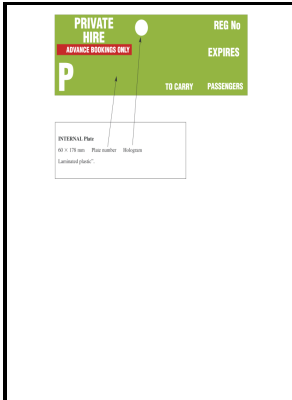 PRIVATE
HIRE
REG No
ADVANCE BOOKINGS ONLY
EXPIRES
P
TO CARRY PASSENGERS
INTERNAL Plate
60 × 178 mm Plate number Hologram
Laminated plastic".